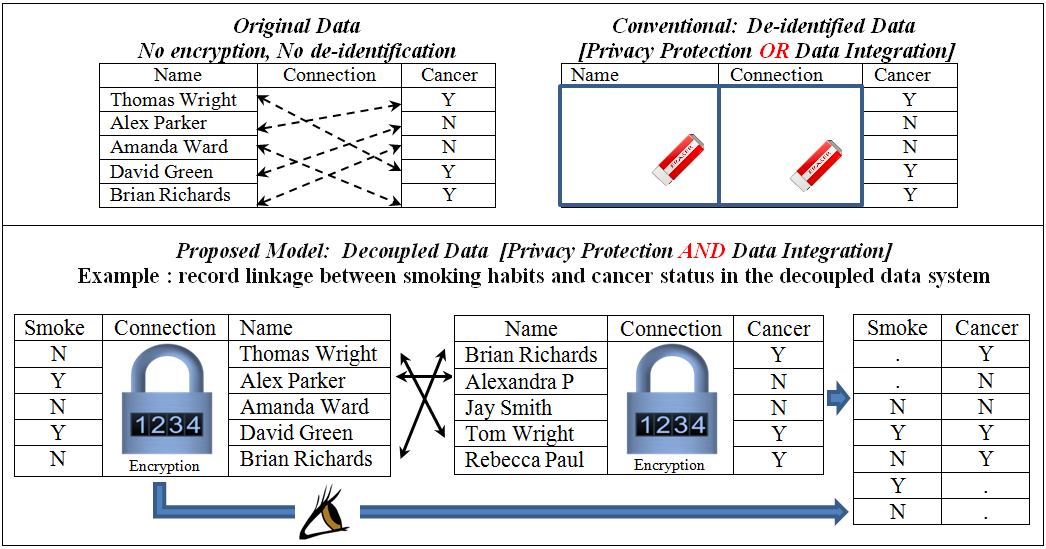 Original Data
No encryption, No de-identification
Name Connection Cancer
Thomas Wright Y
Alex Parker N
Amanda Ward N
David Green Y
Brian Richards Y
Conventional: De-identified Data
[Privacy Protection OR Data Integration]
Name Connection Cancer
Y
N
N
Y
Y
ERASER
ERASER
Proposed Model: Decoupled Data [Privacy Protection AND Data Integration]
Example : record linkage between smoking habits and cancer status in the decoupled data system
Smoke Connection Name
N Thomas Wright
Y Alex Parker
N Amanda Ward
Y David Green
N Brian Richards
1234
Encryption
Name Connection Cancer
Brian Richards Y
Alexandra P N
Jay Smith N
Tom Wright Y
Rebecca Paul Y
1234
Encryption
Smoke Cancer
. Y
. N
N N
Y Y
N Y
Y .
N .